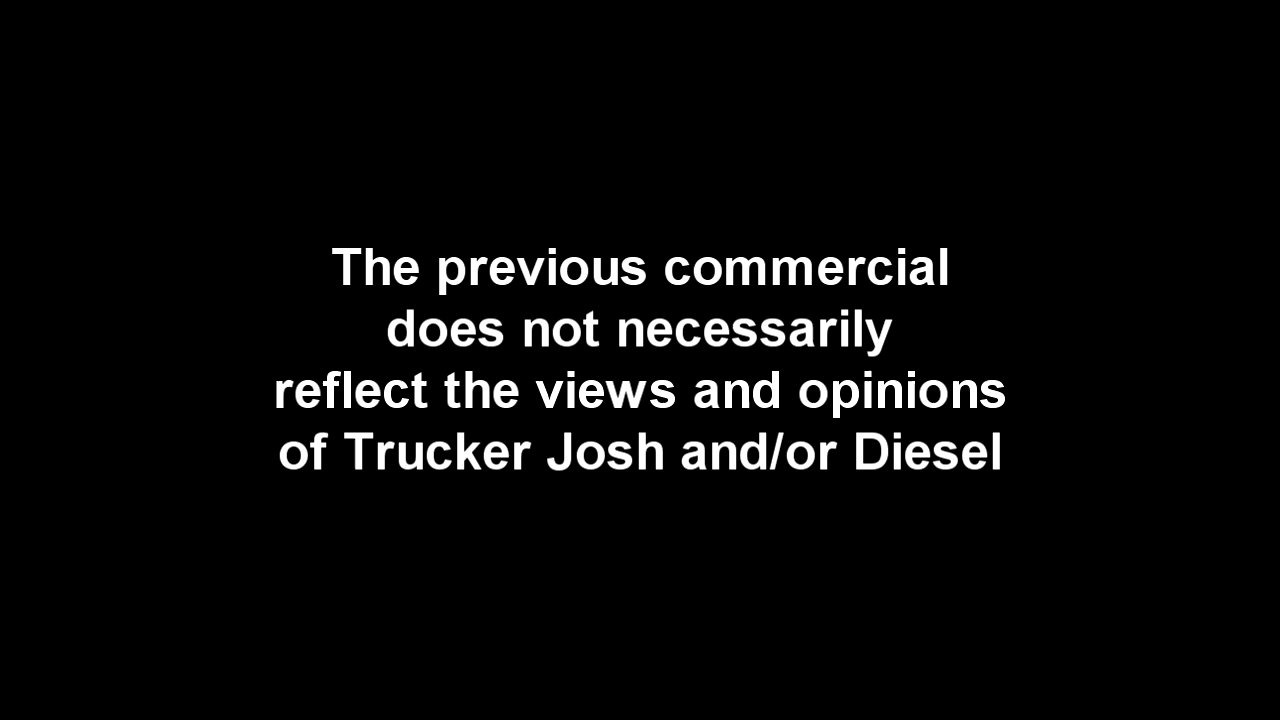 The previous commercial
does not necessarily
reflect the views and opinions
of Trucker Josh and/or Diesel